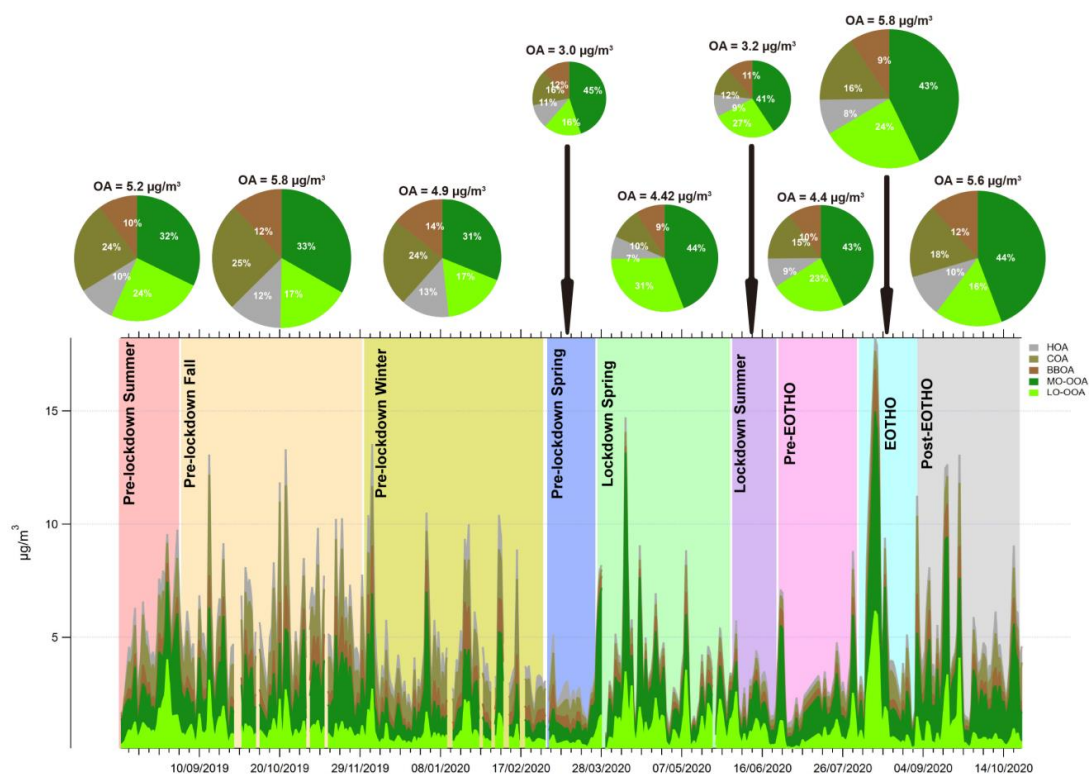 OA = 3.0 µg/m³
12%
45%
16%
11%
16%
OA = 3.2 µg/m³
11%
12%
41%
9%
27%
OA = 5.8 µg/m³
9%
43%
16%
8%
24%
OA = 5.2 µg/m³
10%
32%
24%
10%
24%
OA = 5.8 µg/m³
12%
33%
25%
12%
17%
OA = 4.9 µg/m³
14%
31%
24%
17%
13%
OA = 4.42 µg/m³
9%
44%
10%
7%
31%
OA = 4.4 µg/m³
10%
43%
15%
9%
23%
OA = 5.6 µg/m³
12%
44%
18%
10%
16%
Pre-lockdown Summer
Pre-lockdown Fall
Pre-lockdown Winter
Pre-lockdown Spring
Lockdown Spring
Lockdown Summer
Pre-EOTHO
EOTHO
Post-EOTHO
HOA
COA
BBOA
MO-OOA
LO-OOA
µg/m³
15
10
5
10/09/2019
20/10/2019
29/11/2019
08/01/2020
17/02/2020
28/03/2020
07/05/2020
16/06/2020
26/07/2020
04/09/2020
14/10/2020